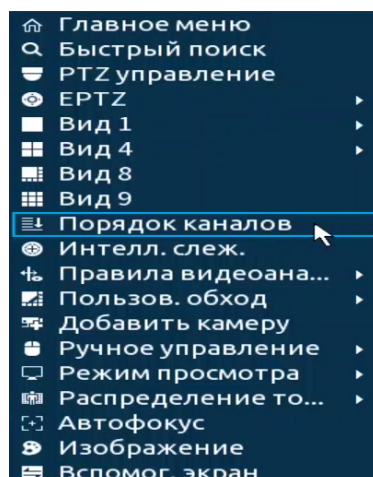 Главное меню
Быстрый поиск
PTZ управление
EPTZ
Вид 1
Вид 4
Вид 8
Вид 9
Порядок каналов
Интелл. слеж.
Правила видеоана...
Пользов. обход
Добавить камеру
Ручное управление
Режим просмотра
Распределение то...
Автофокус
Изображение
Вспомог. экран